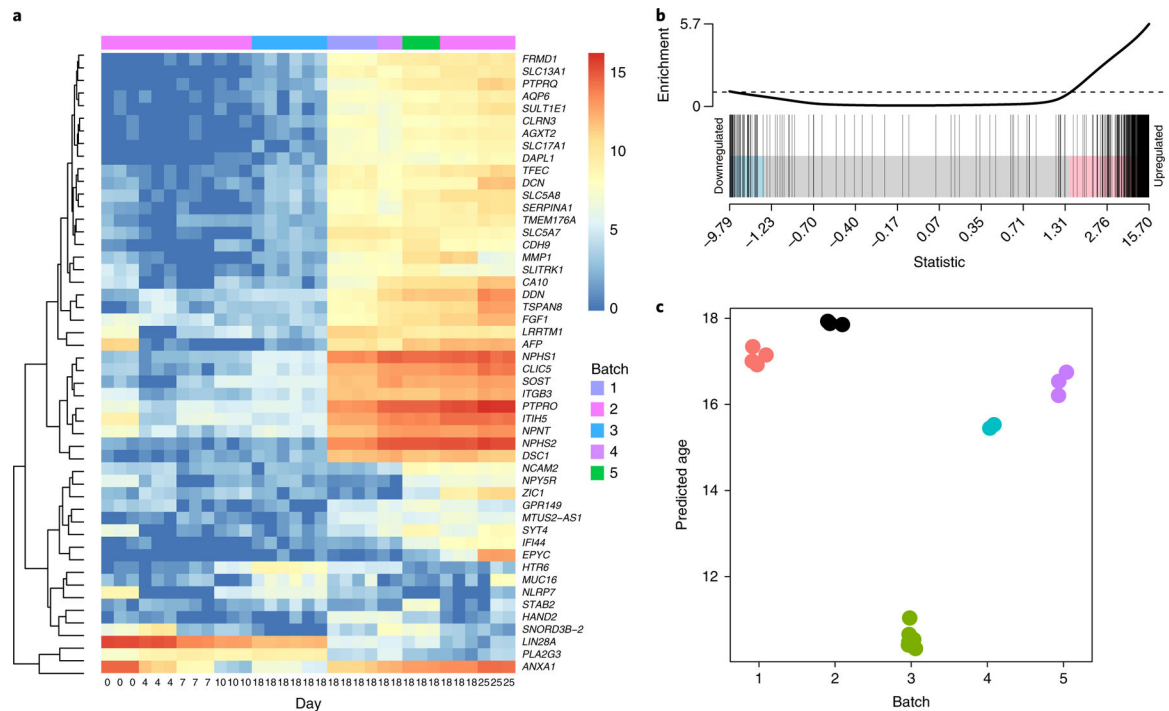 a
FRMD1
SLC13A1
PTPRQ
AQP6
SULT1E1
CLRN3
AGXT2
SLC17A1
DAPL1
TFEC
DCN
SLC5A8
SERPINA1
TMEM176A
SLC5A7
CDH9
MMP1
SLITRK1
CA10
DDN
TSPAN8
FGF1
LRRTM1
AFP
NPHS1
CLIC5
SOST
ITGB3
PTPRO
ITIH5
NPNT
NPHS2
DSC1
NCAM2
NPY5R
ZIC1
GPR149
MTUS2−AS1
SYT4
IFI44
EPYC
HTR6
MUC16
NLRP7
STAB2
HAND2
SNORD3B−2
LIN28A
PLA2G3
ANXA1
0 0 0 4 4 4 7 7 7 10 10 10 18 18 18 18 18 18 18 18 18 18 18 18 18 18 18 18 18 18 25 25 25
Day
15
10
5
0
Batch
1
2
3
4
5
b
5.7
0
Enrichment
Downregulated
Upregulated
−9.79
−1.23
−0.70
−0.40
−0.17
0.07
0.35
0.71
1.31
2.76
15.70
Statistic
c
18
16
14
12
Predicted age
1 2 3 4 5
Batch